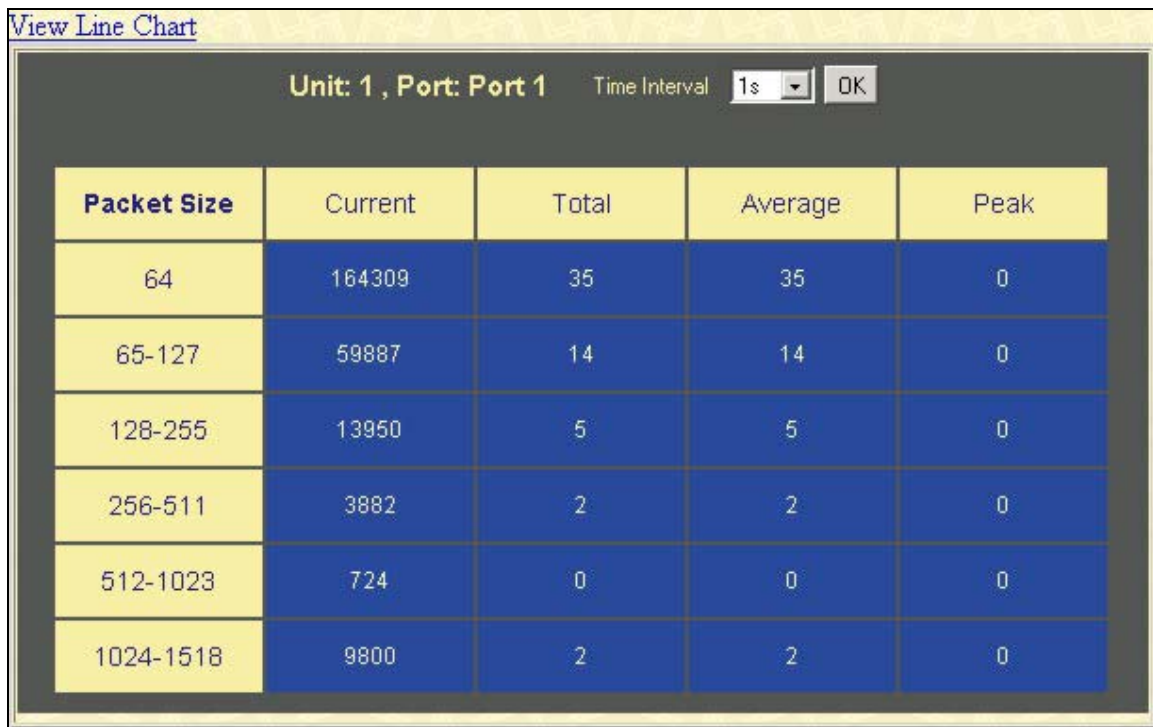 View Line Chart
Unit: 1 , Port: Port 1 Time Interval 1s OK
Packet Size Current Total Average Peak
64 164309 35 35 0
65-127 59887 14 14 0
128-255 13950 5 5 0
256-511 3882 2 2 0
512-1023 724 0 0 0
1024-1518 9800 2 2 0